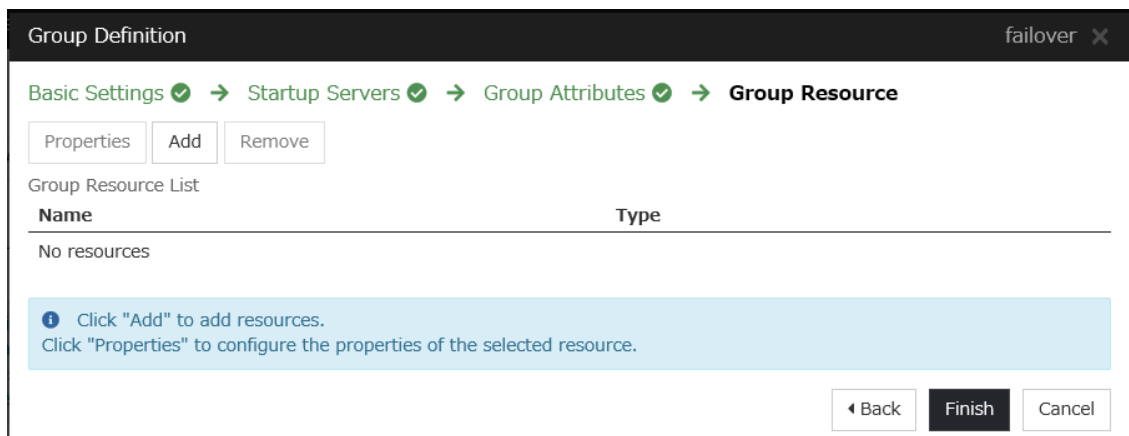 Group Definition failover
Basic Settings → Startup Servers → Group Attributes → Group Resource
Properties Add Remove
Group Resource List
Name Type
No resources
Click "Add" to add resources.
Click "Properties" to configure the properties of the selected resource.
Back Finish Cancel